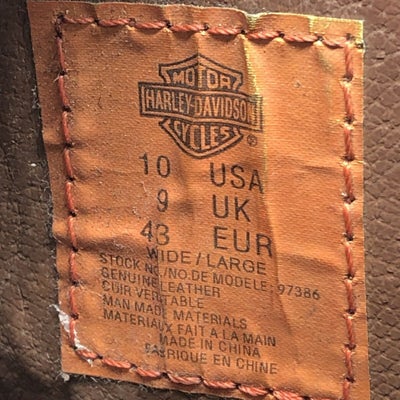 MOTOR
HARLEY-DAVIDSON
CYCLES ®
10 USA
9 UK
43 EUR
WIDE/LARGE
STOCK NO./NO.DE MODELE: 97386
GENUINE LEATHER
CUIR VERITABLE
MAN MADE MATERIALS
MATERIAUX FAIT A LA MAIN
MADE IN CHINA
FABRIQUE EN CHINE